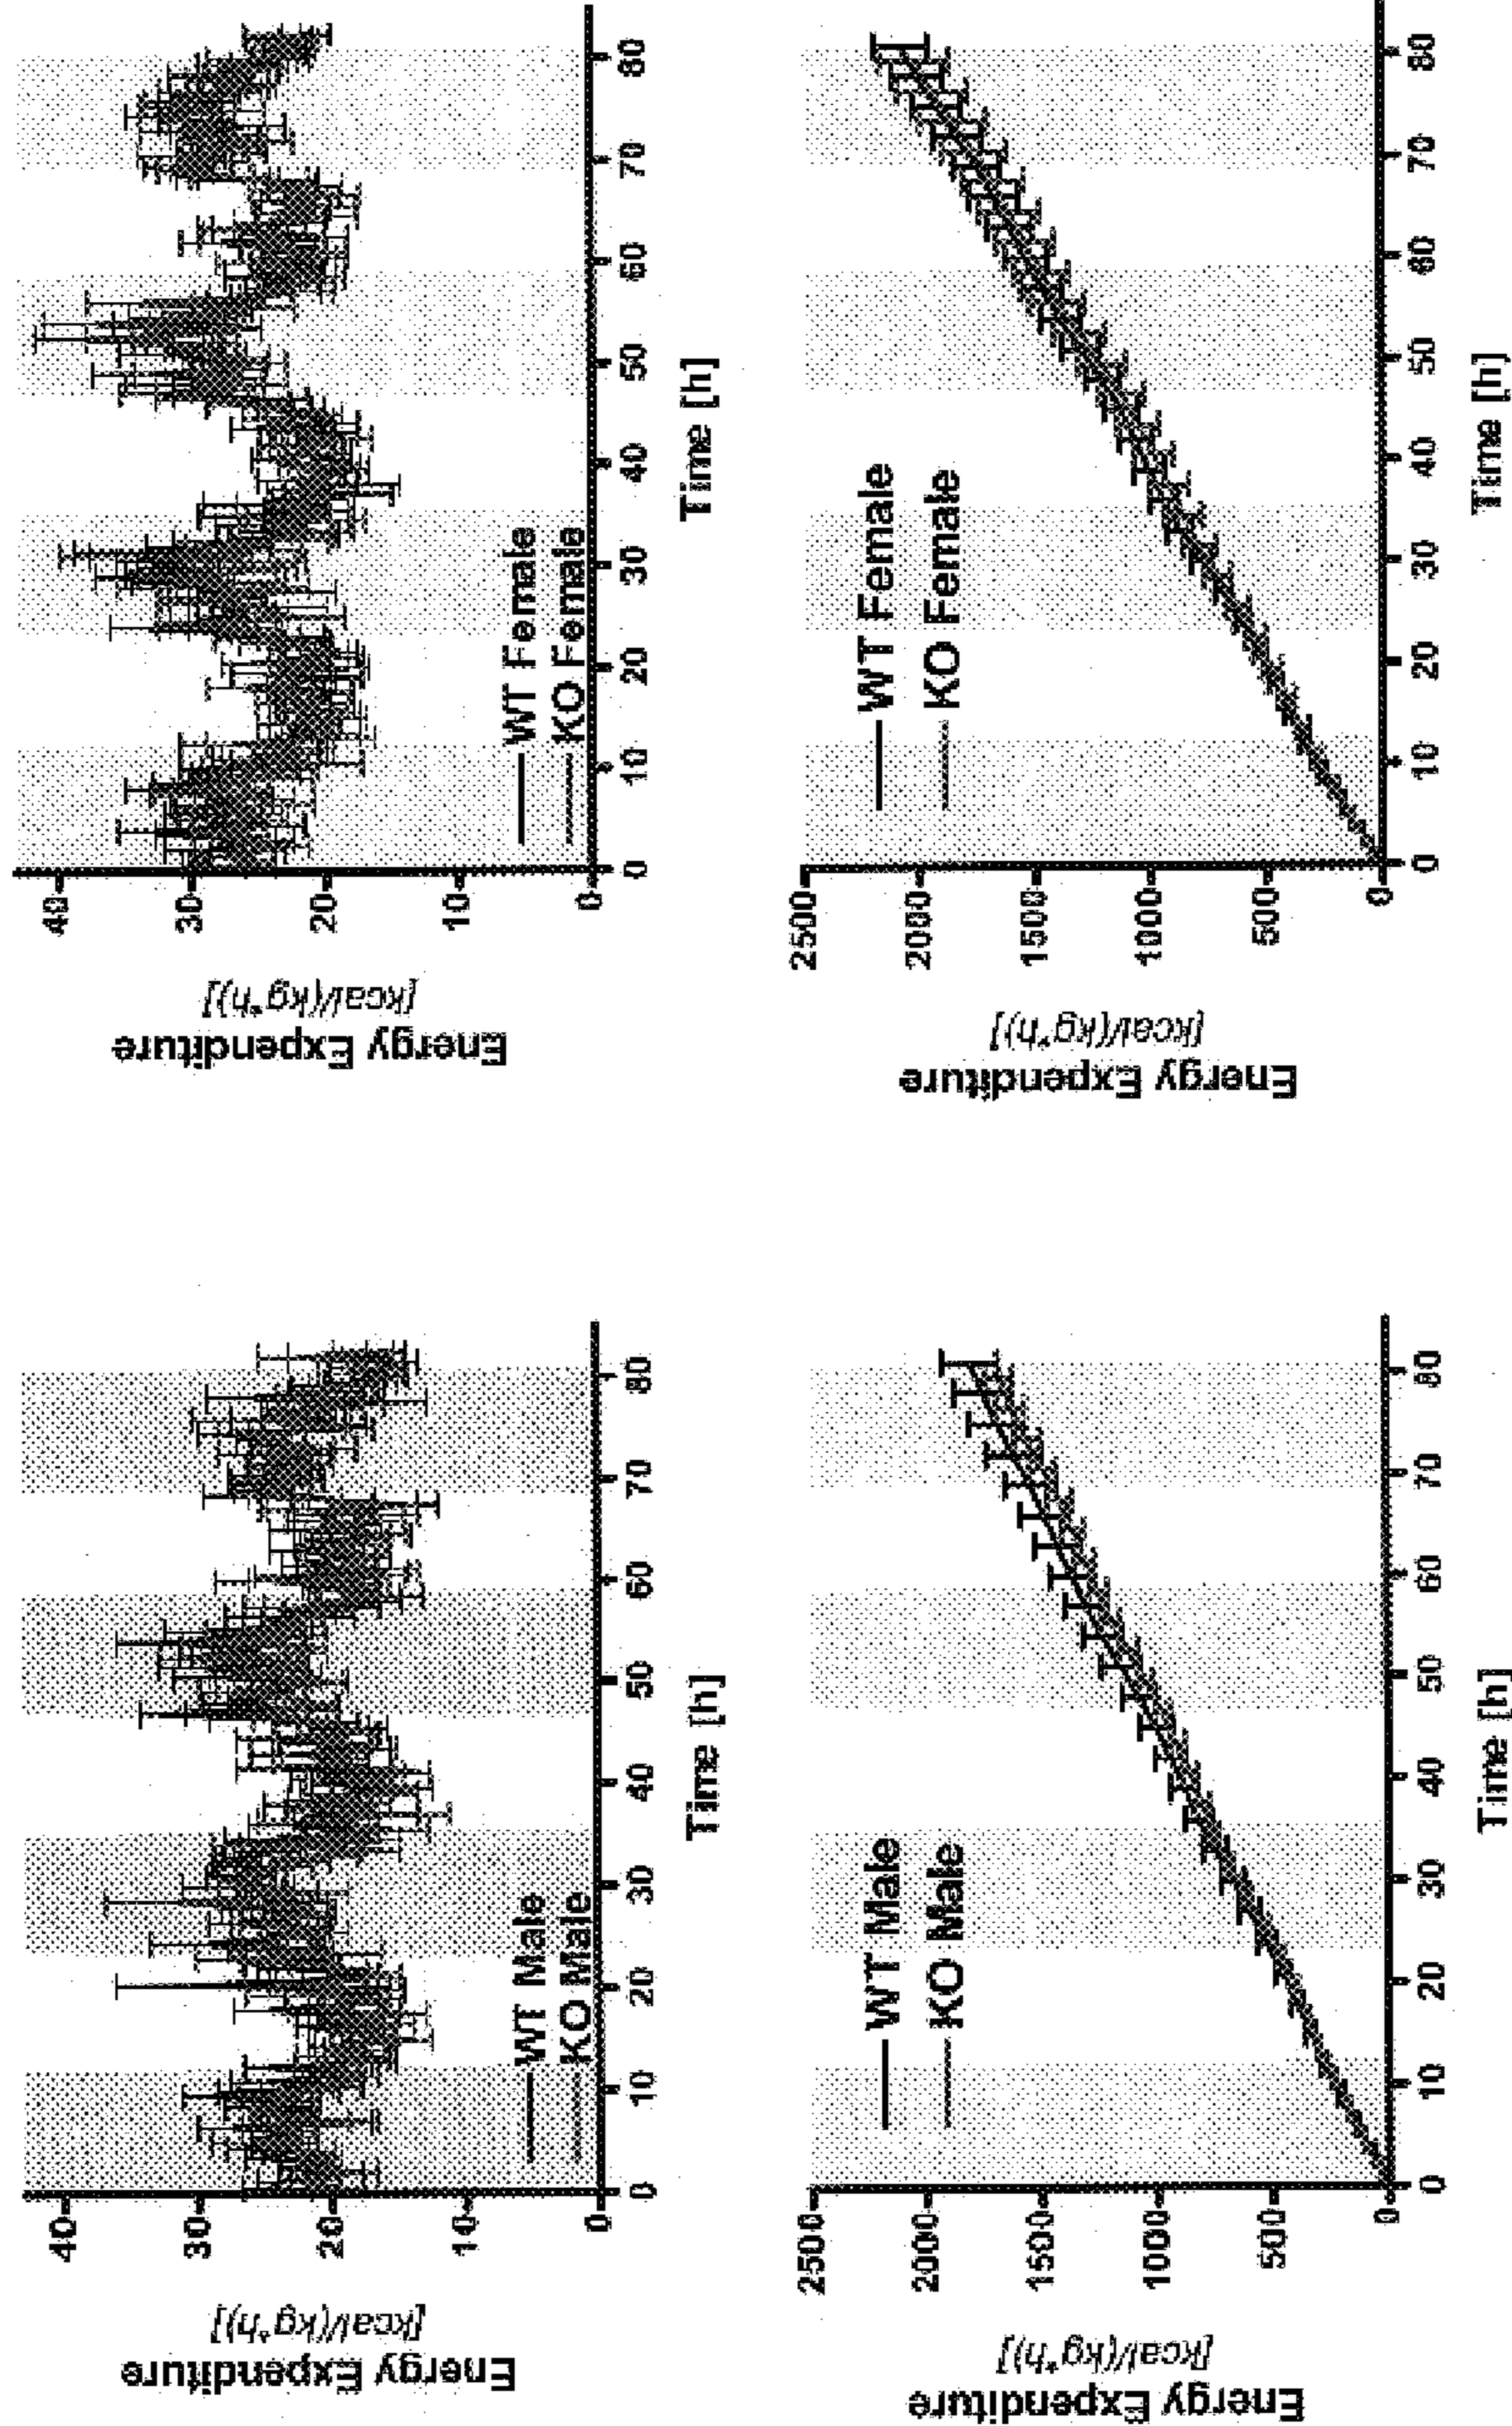 Energy Expenditure
[kcal/(kg*h)]
40
30
20
10
0
WT Male
KO Male
0 10 20 30 40 50 60 70 80
Time [h]
Energy Expenditure
[kcal/(kg*h)]
40
30
20
10
0
WT Female
KO Female
0 10 20 30 40 50 60 70 80
Time [h]
Energy Expenditure
[kcal/(kg*h)]
2500
2000
1500
1000
500
0
WT Male
KO Male
0 10 20 30 40 50 60 70 80
Time [h]
Energy Expenditure
[kcal/(kg*h)]
2500
2000
1500
1000
500
0
WT Female
KO Female
0 10 20 30 40 50 60 70 80
Time [h]